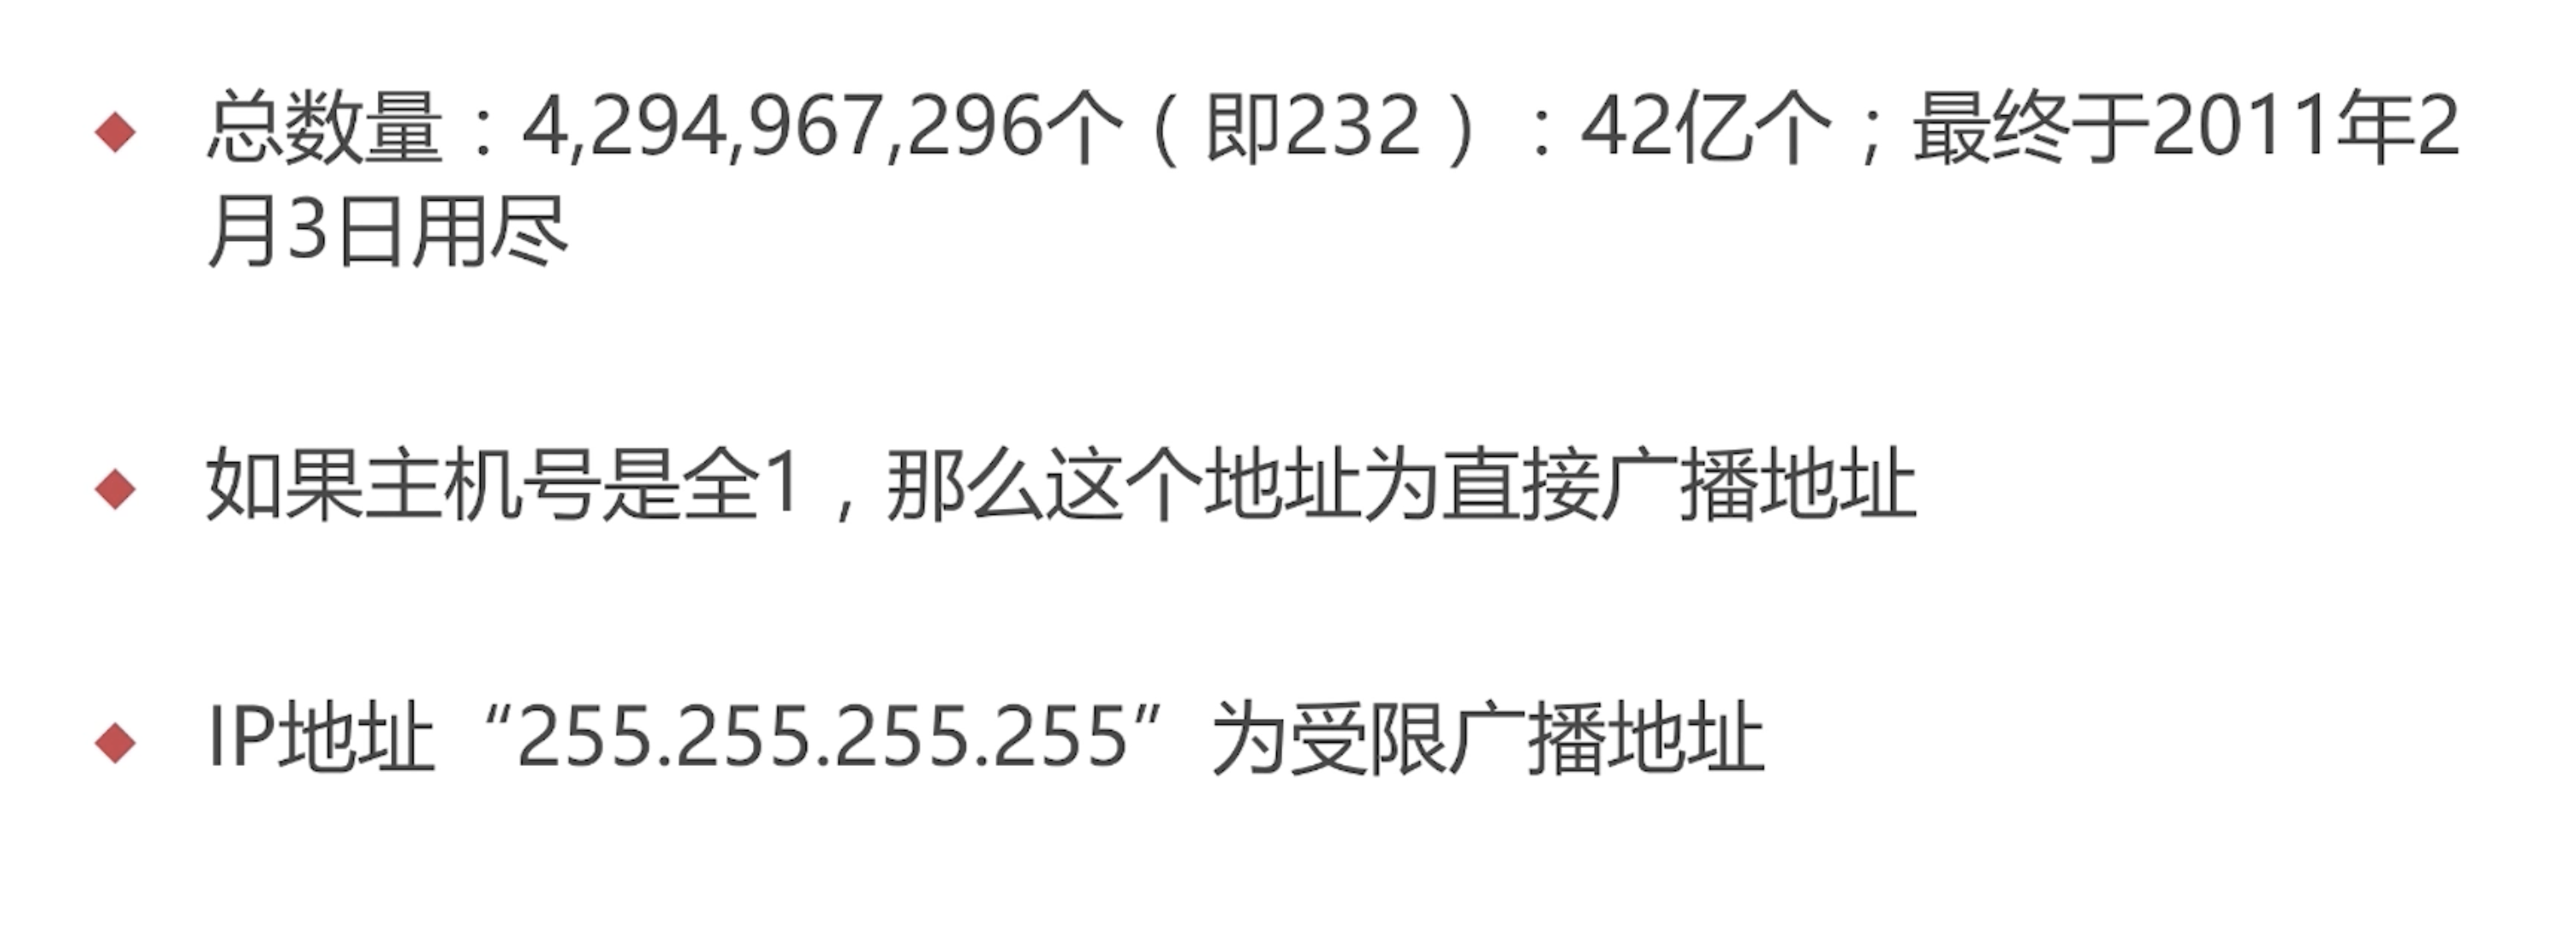 总数量：4,294,967,296个（即232）：42亿个；最终于2011年2
月3日用尽
如果主机号是全1，那么这个地址为直接广播地址
IP地址“255.255.255.255”为受限广播地址